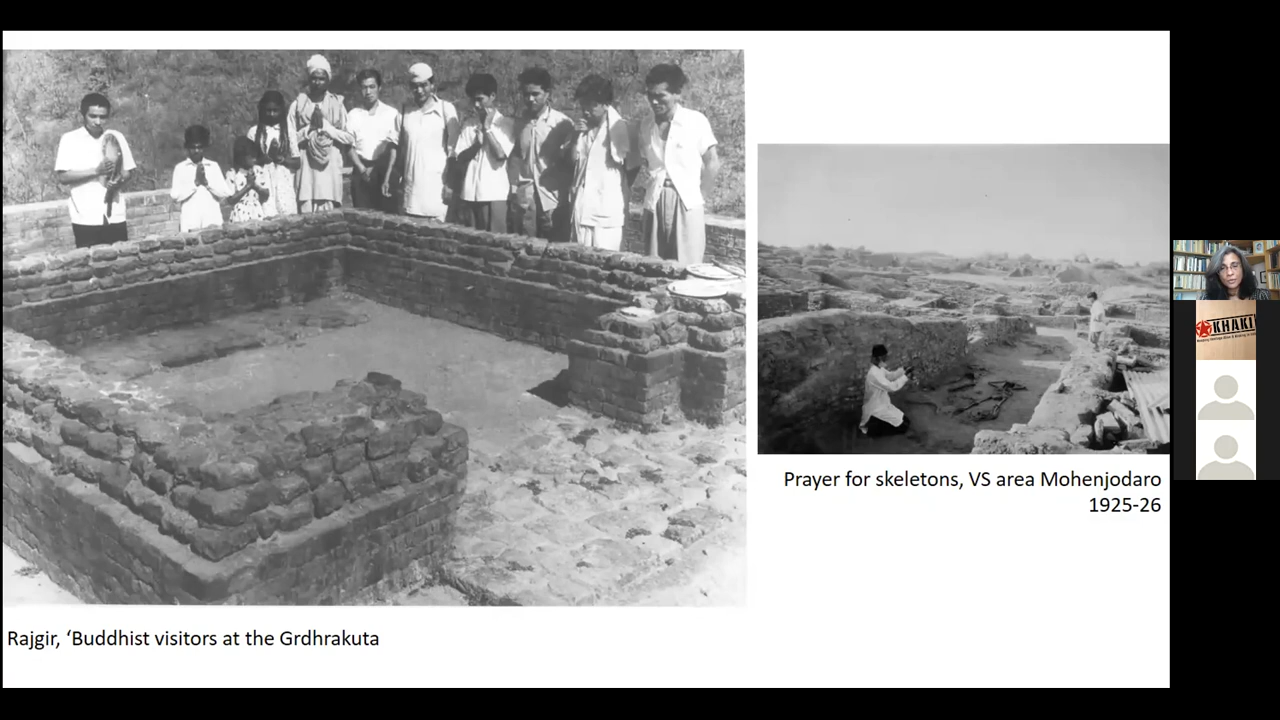 Prayer for skeletons, VS area Mohenjodaro
1925-26
Rajgir, ‘Buddhist visitors at the Grdhrakuta
KHAKI